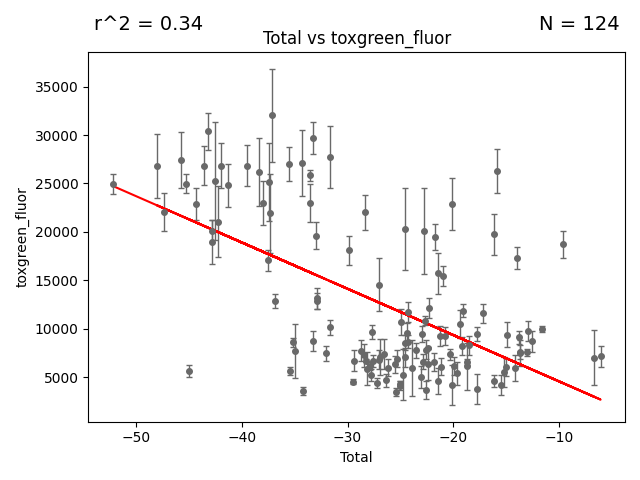 r^2 = 0.34
N = 124
Total vs toxgreen_fluor
35000
30000
25000
20000
15000
10000
5000
toxgreen_fluor
−50
−40
−30
−20
−10
Total